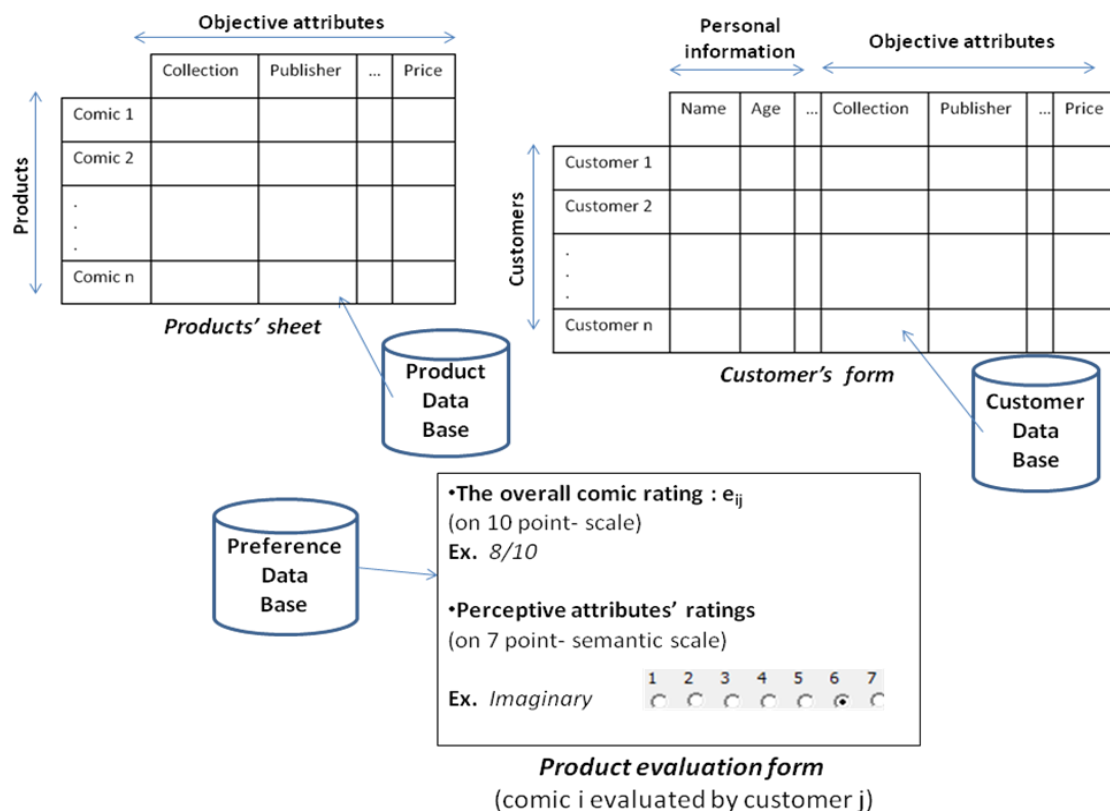 Objective attributes
Collection Publisher ... Price
Products
Comic 1
Comic 2
.
.
.
Comic n
Products' sheet
Product
Data
Base
Personal
information
Objective attributes
Name Age ... Collection Publisher ... Price
Customers
Customer 1
Customer 2
.
.
.
Customer n
Customer's form
Customer
Data
Base
Preference
Data
Base
•The overall comic rating : eij
(on 10 point- scale)
Ex. 8/10
•Perceptive attributes' ratings
(on 7 point- semantic scale)
1 2 3 4 5 6 7
Ex. Imaginary
Product evaluation form
(comic i evaluated by customer j)